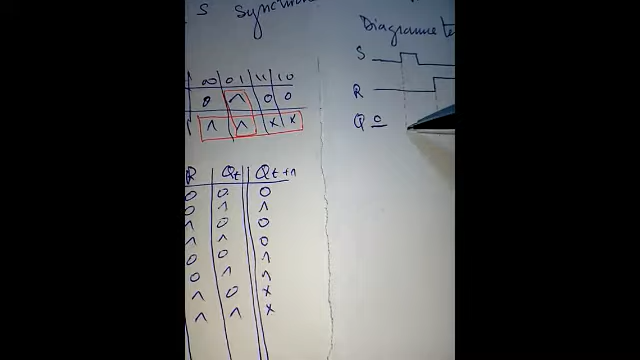 S Synchron
Diagramme te
00 01 11 10
0 1 0 0
1 1 x x
S
R
Q 0
R Qt Qt+1
0 0 0
0 1 1
1 0 0
1 1 0
0 0 1
0 1 1
1 0 x
1 1 x